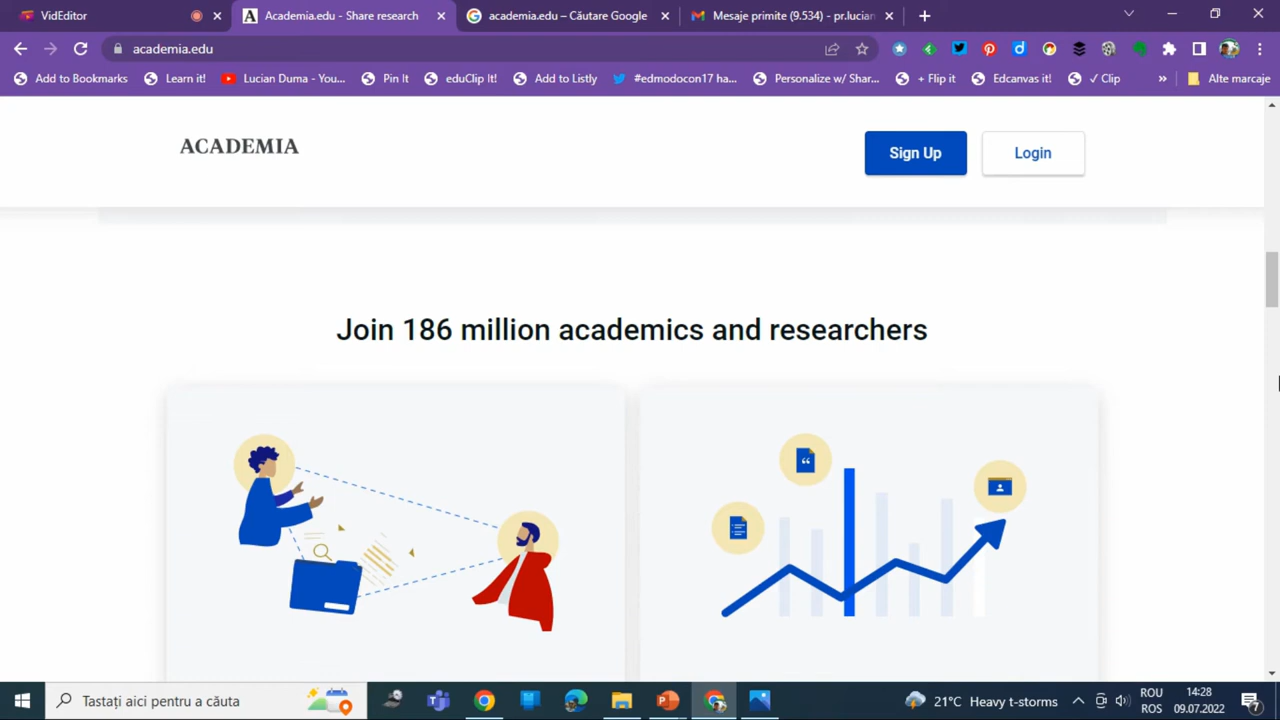 VidEditor
Academia.edu - Share research
academia.edu – Căutare Google
Mesaje primite (9.534) - pr.lucian
academia.edu
Add to Bookmarks
Learn it!
Lucian Duma - You...
Pin It
eduClip It!
Add to Listly
#edmodocon17 ha...
Personalize w/ Shar...
+ Flip it
Edcanvas it!
✓ Clip
»
Alte marcaje
ACADEMIA
Sign Up
Login
Join 186 million academics and researchers
Tastați aici pentru a căuta
21°C Heavy t-storms
ROU
ROS
14:28
09.07.2022
7